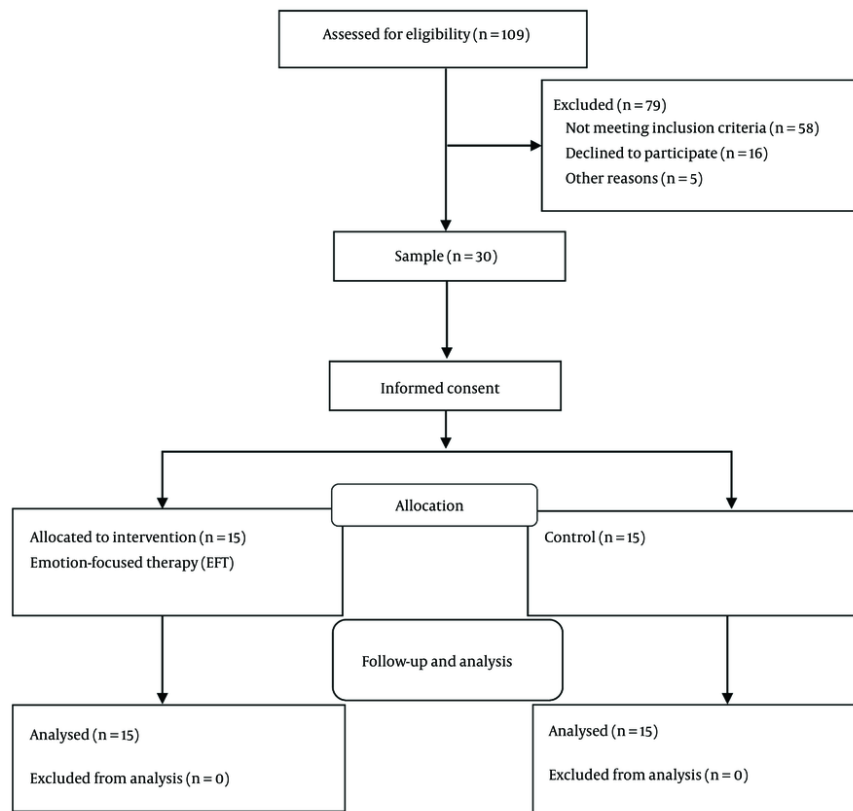 Assessed for eligibility (n = 109)
Excluded (n = 79)
Not meeting inclusion criteria (n = 58)
Declined to participate (n = 16)
Other reasons (n = 5)
Sample (n = 30)
Informed consent
Allocation
Allocated to intervention (n = 15)
Emotion-focused therapy (EFT)
Control (n = 15)
Follow-up and analysis
Analysed (n = 15)
Excluded from analysis (n = 0)
Analysed (n = 15)
Excluded from analysis (n = 0)